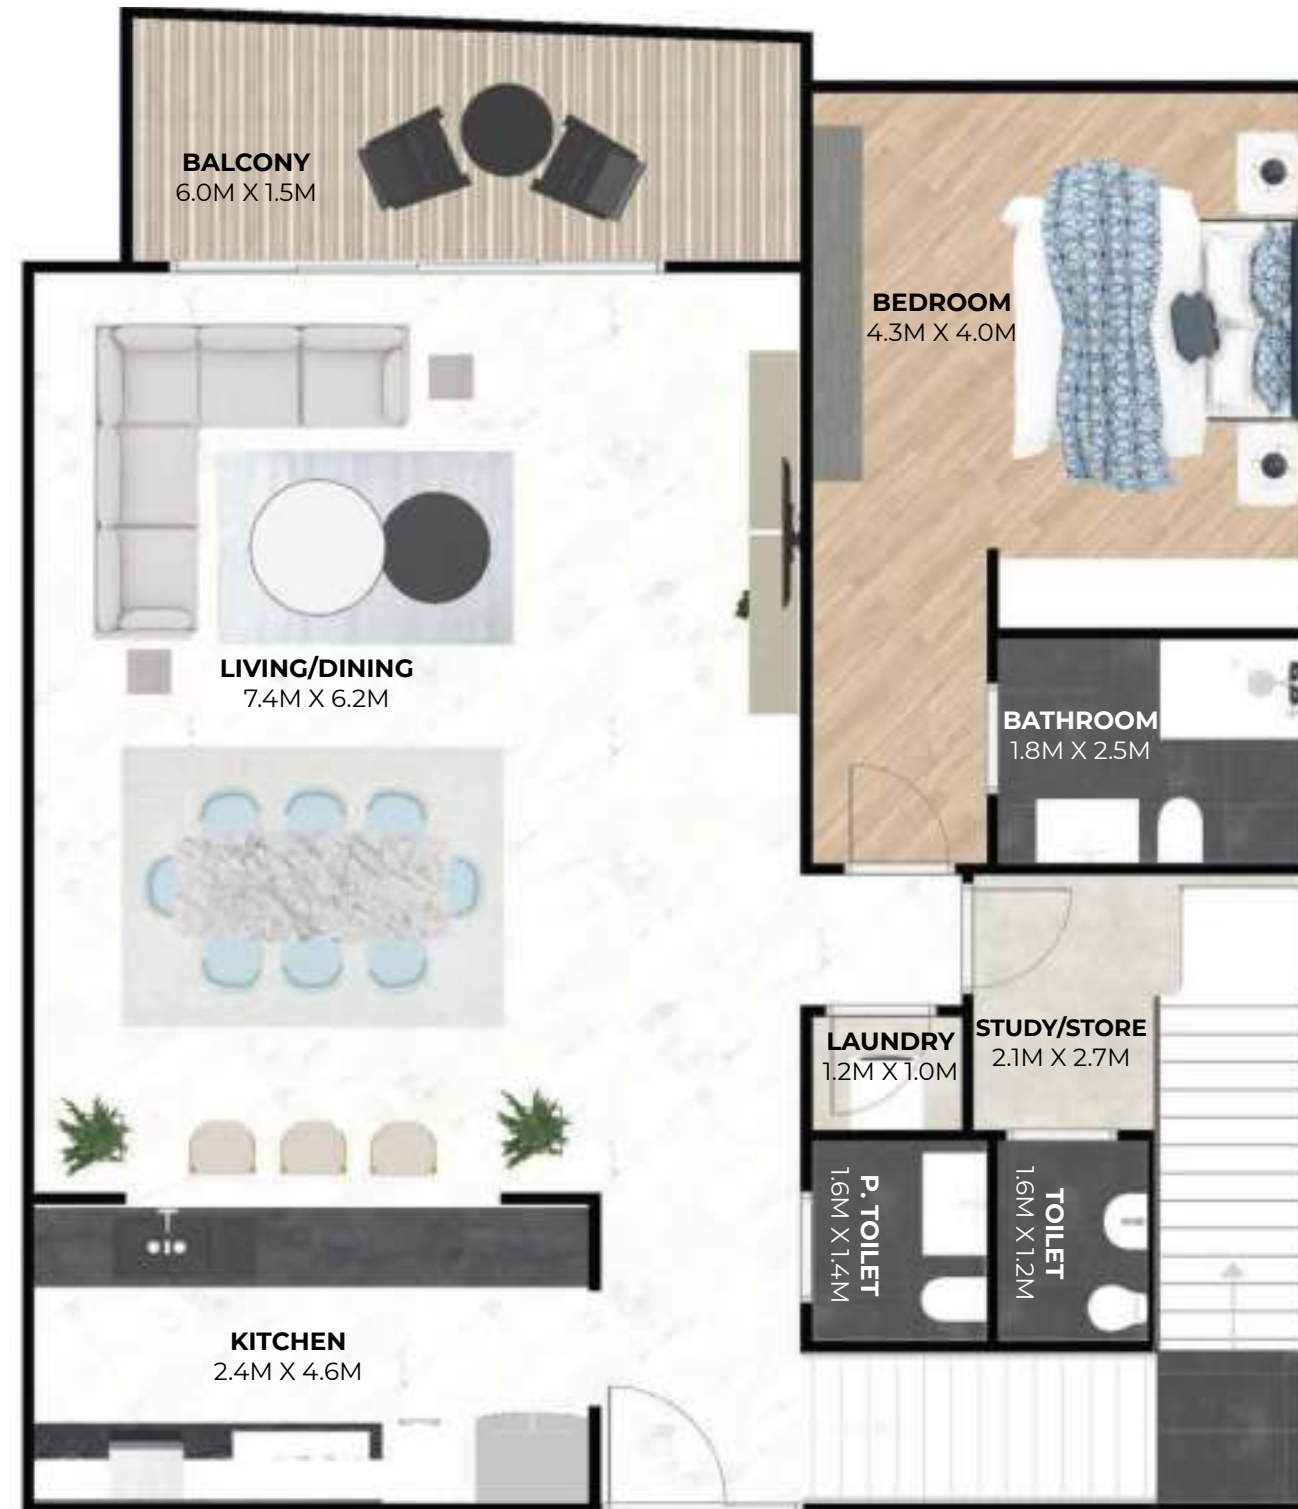 BALCONY
6.0M X 1.5M
BEDROOM
4.3M X 4.0M
LIVING/DINING
7.4M X 6.2M
BATHROOM
1.8M X 2.5M
LAUNDRY
1.2M X 1.0M
STUDY/STORE
2.1M X 2.7M
P. TOILET
1.6M X 1.4M
TOILET
1.6M X 1.2M
KITCHEN
2.4M X 4.6M